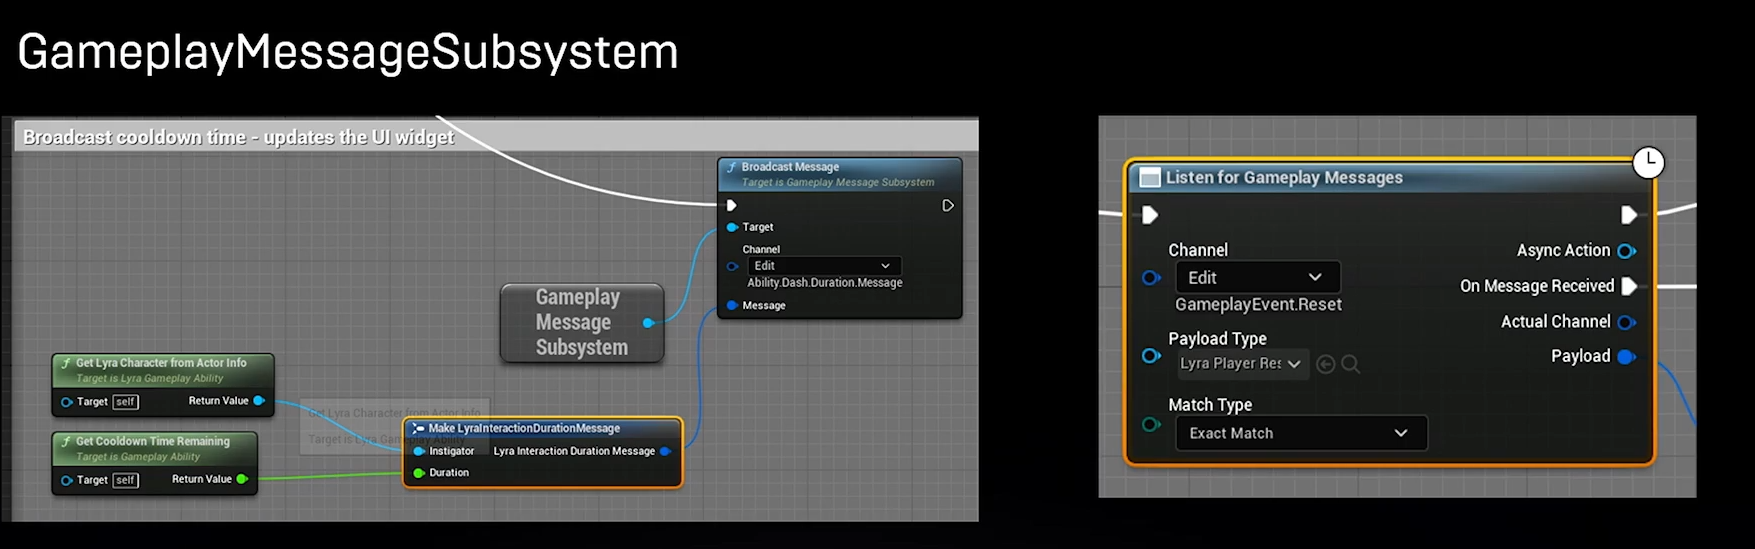 GameplayMessageSubsystem
Broadcast cooldown time - updates the UI widget
Broadcast Message
Target is Gameplay Message Subsystem
Target
Channel
Edit
Ability.Dash.Duration.Message
Message
Gameplay
Message
Subsystem
Get Lyra Character from Actor Info
Target is Lyra Gameplay Ability
Target self Return Value
Get Lyra Character from Actor Info
Target is Lyra Gameplay Ability
Get Cooldown Time Remaining
Target is Gameplay Ability
Target self Return Value
Make LyraInteractionDurationMessage
Instigator Lyra Interaction Duration Message
Duration
Listen for Gameplay Messages
Channel
Edit
GameplayEvent.Reset
Payload Type
Lyra Player Res
Match Type
Exact Match
Async Action
On Message Received
Actual Channel
Payload